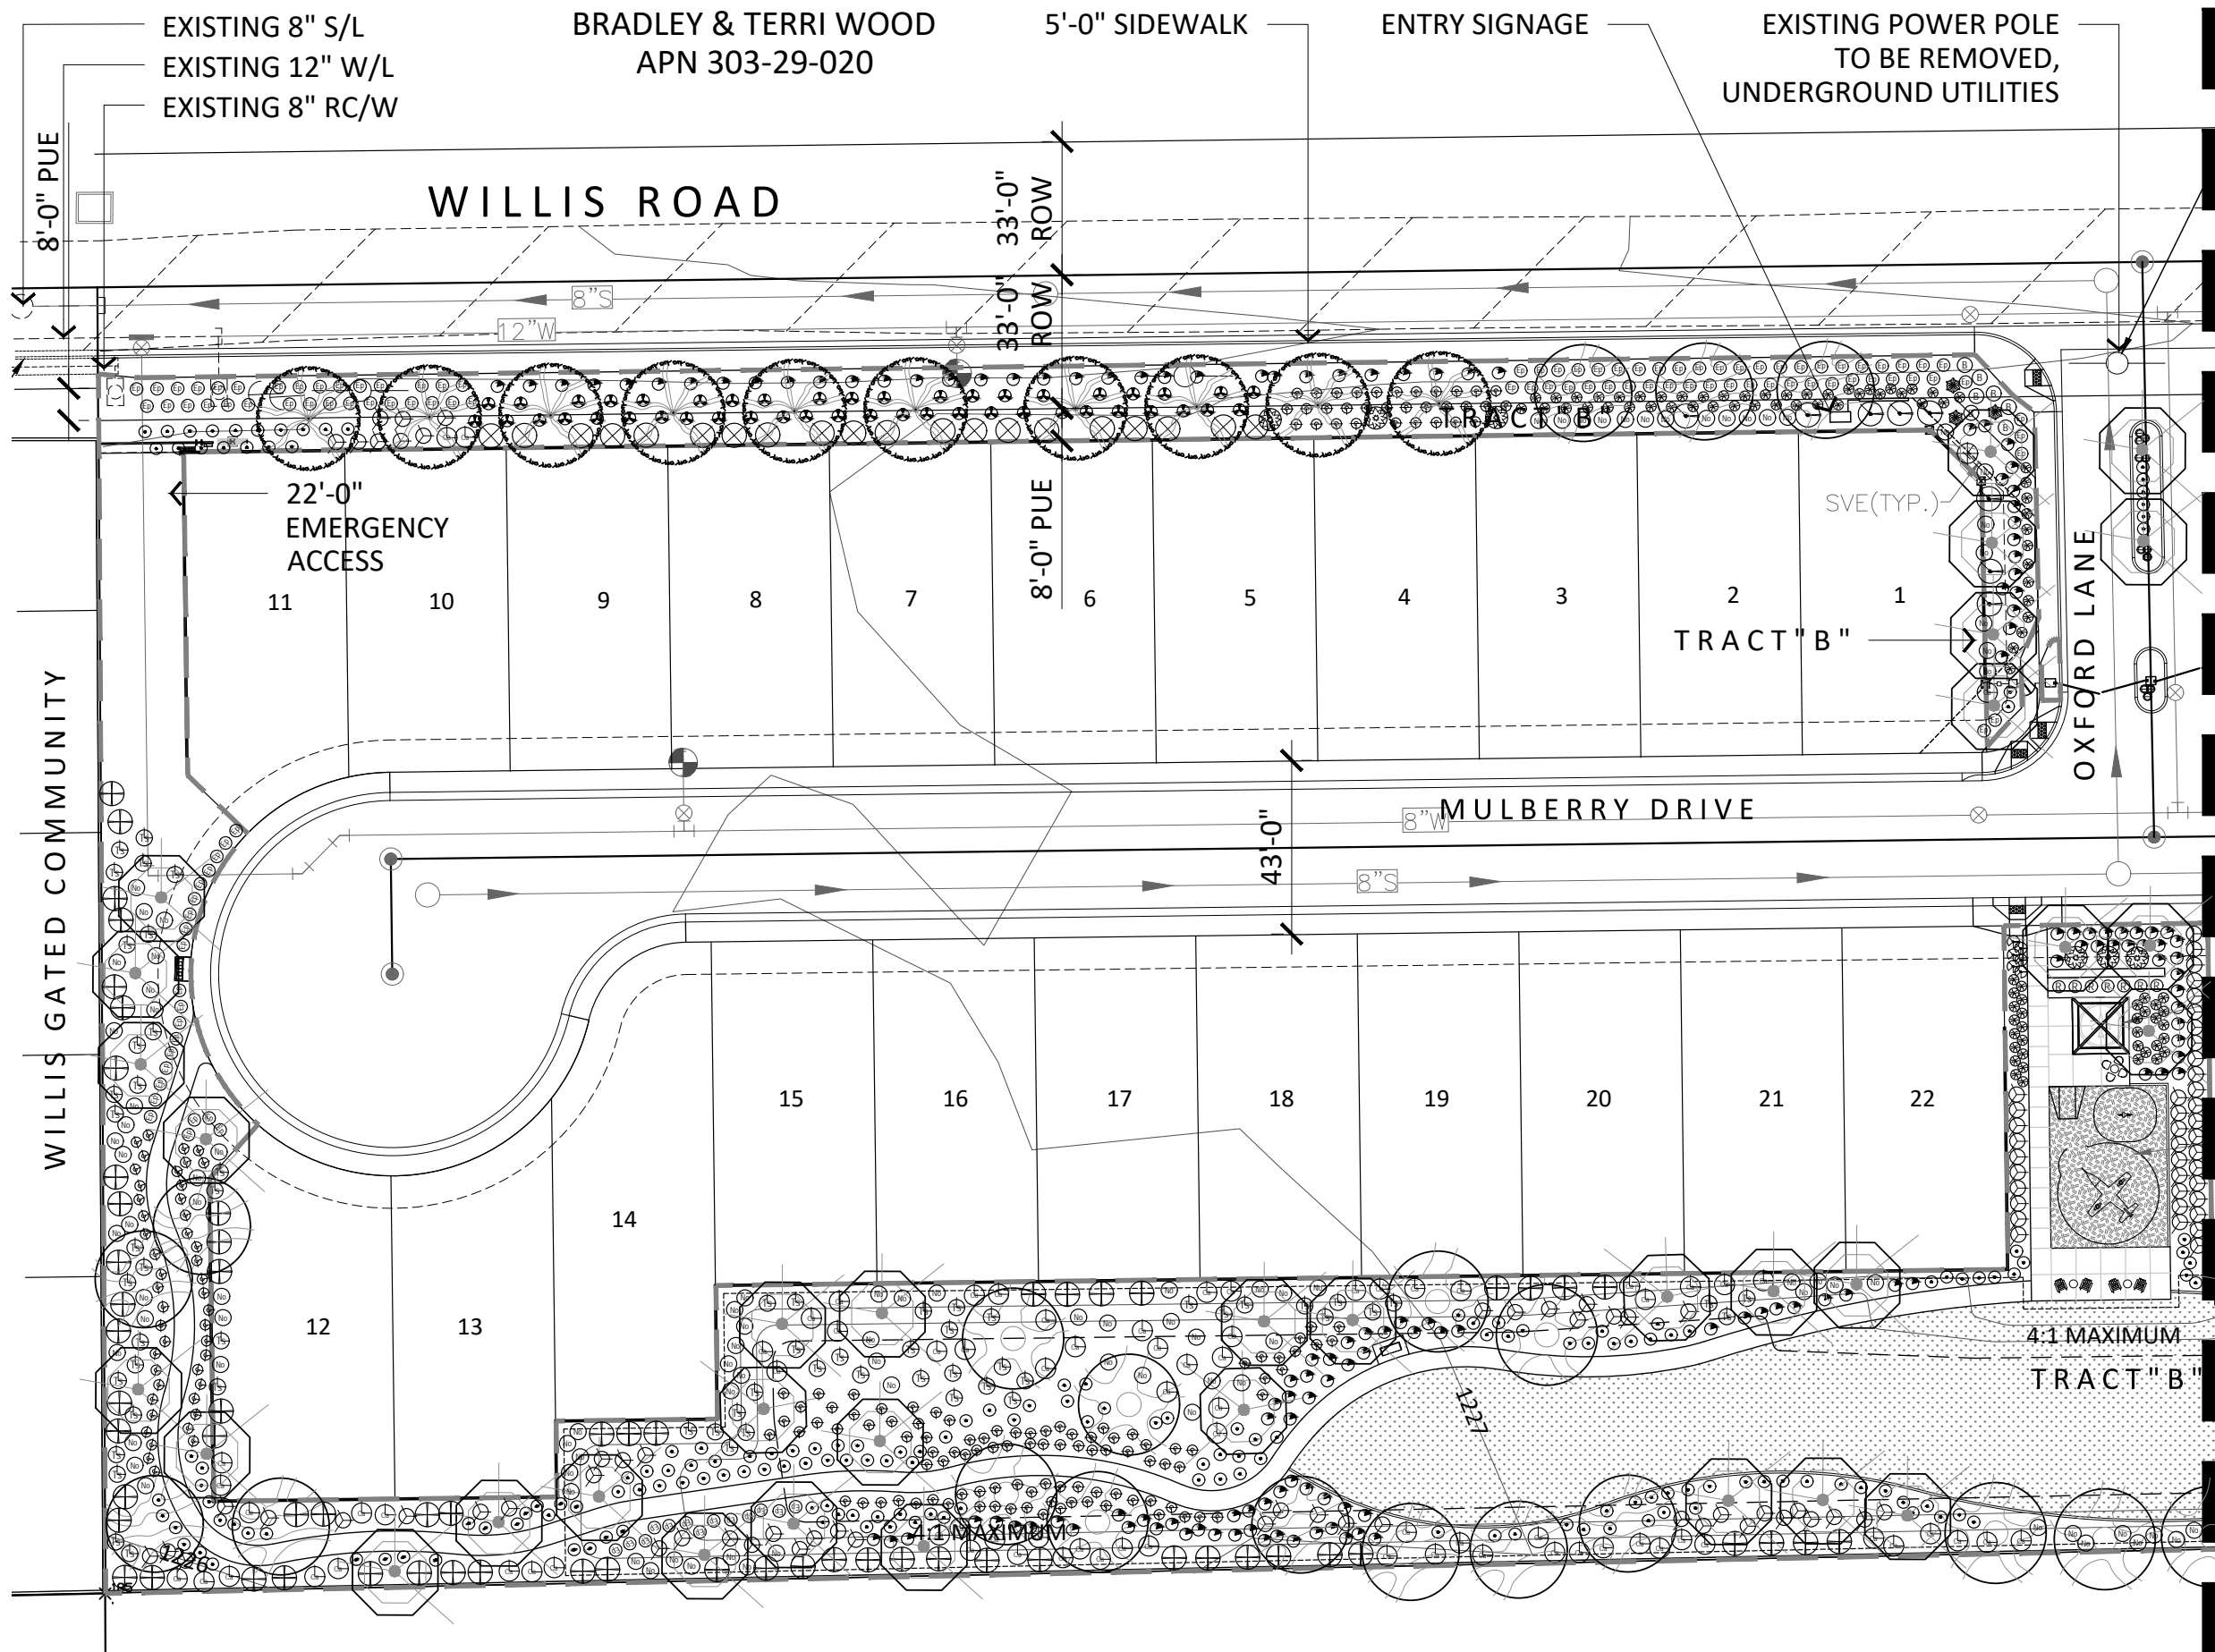 EXISTING 8" S/L
EXISTING 12" W/L
EXISTING 8" RC/W
BRADLEY & TERRI WOOD
APN 303-29-020
5'-0" SIDEWALK
ENTRY SIGNAGE
EXISTING POWER POLE
TO BE REMOVED,
UNDERGROUND UTILITIES
8'-0" PUE
WILLIS ROAD
33'-0"
ROW
33'-0"
ROW
8"S
12"W
TRACT "B"
22'-0"
EMERGENCY
ACCESS
8'-0" PUE
SVE(TYP.)
11
10
9
8
7
6
5
4
3
2
1
TRACT "B"
OXFORD LANE
WILLIS GATED COMMUNITY
8"W
MULBERRY DRIVE
43'-0"
8"S
15
16
17
18
19
20
21
22
14
12
13
4:1 MAXIMUM
TRACT "B"
1227
4:1 MAXIMUM
1226